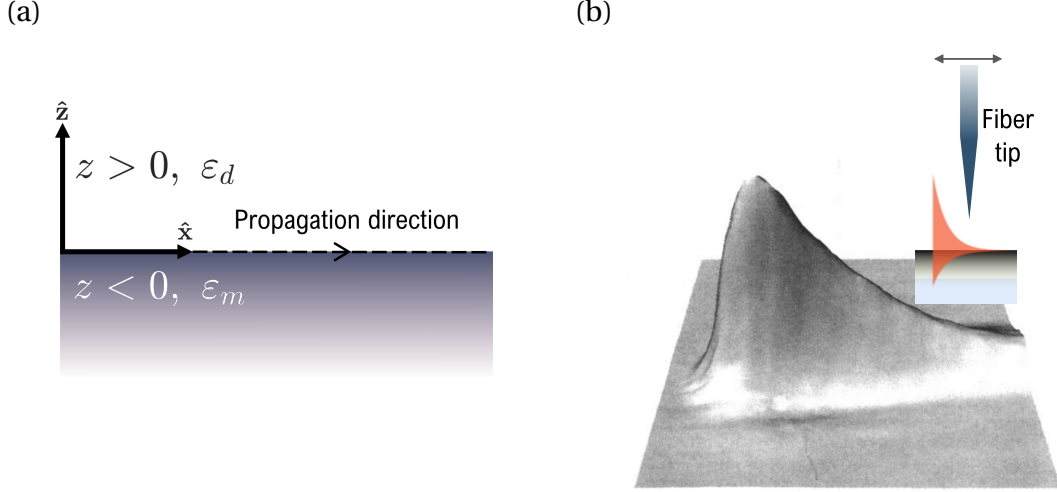 (a)
(b)
ẑ
z > 0, ε_d
Propagation direction
x̂
z < 0, ε_m
Fiber
tip